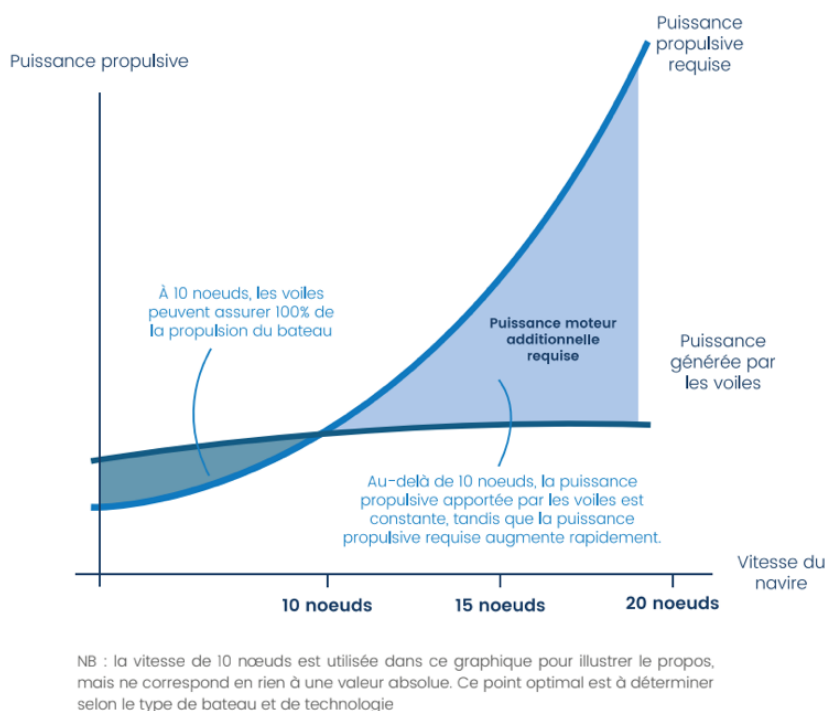 Puissance
propulsive
requise
Puissance propulsive
À 10 noeuds, les voiles
peuvent assurer 100% de
la propulsion du bateau
Puissance moteur
additionnelle
requise
Puissance
générée par
les voiles
Au-delà de 10 noeuds, la puissance
propulsive apportée par les voiles est
constante, tandis que la puissance
propulsive requise augmente rapidement.
Vitesse du
navire
10 noeuds
15 noeuds
20 noeuds
NB : la vitesse de 10 nœuds est utilisée dans ce graphique pour illustrer le propos,
mais ne correspond en rien à une valeur absolue. Ce point optimal est à déterminer
selon le type de bateau et de technologie